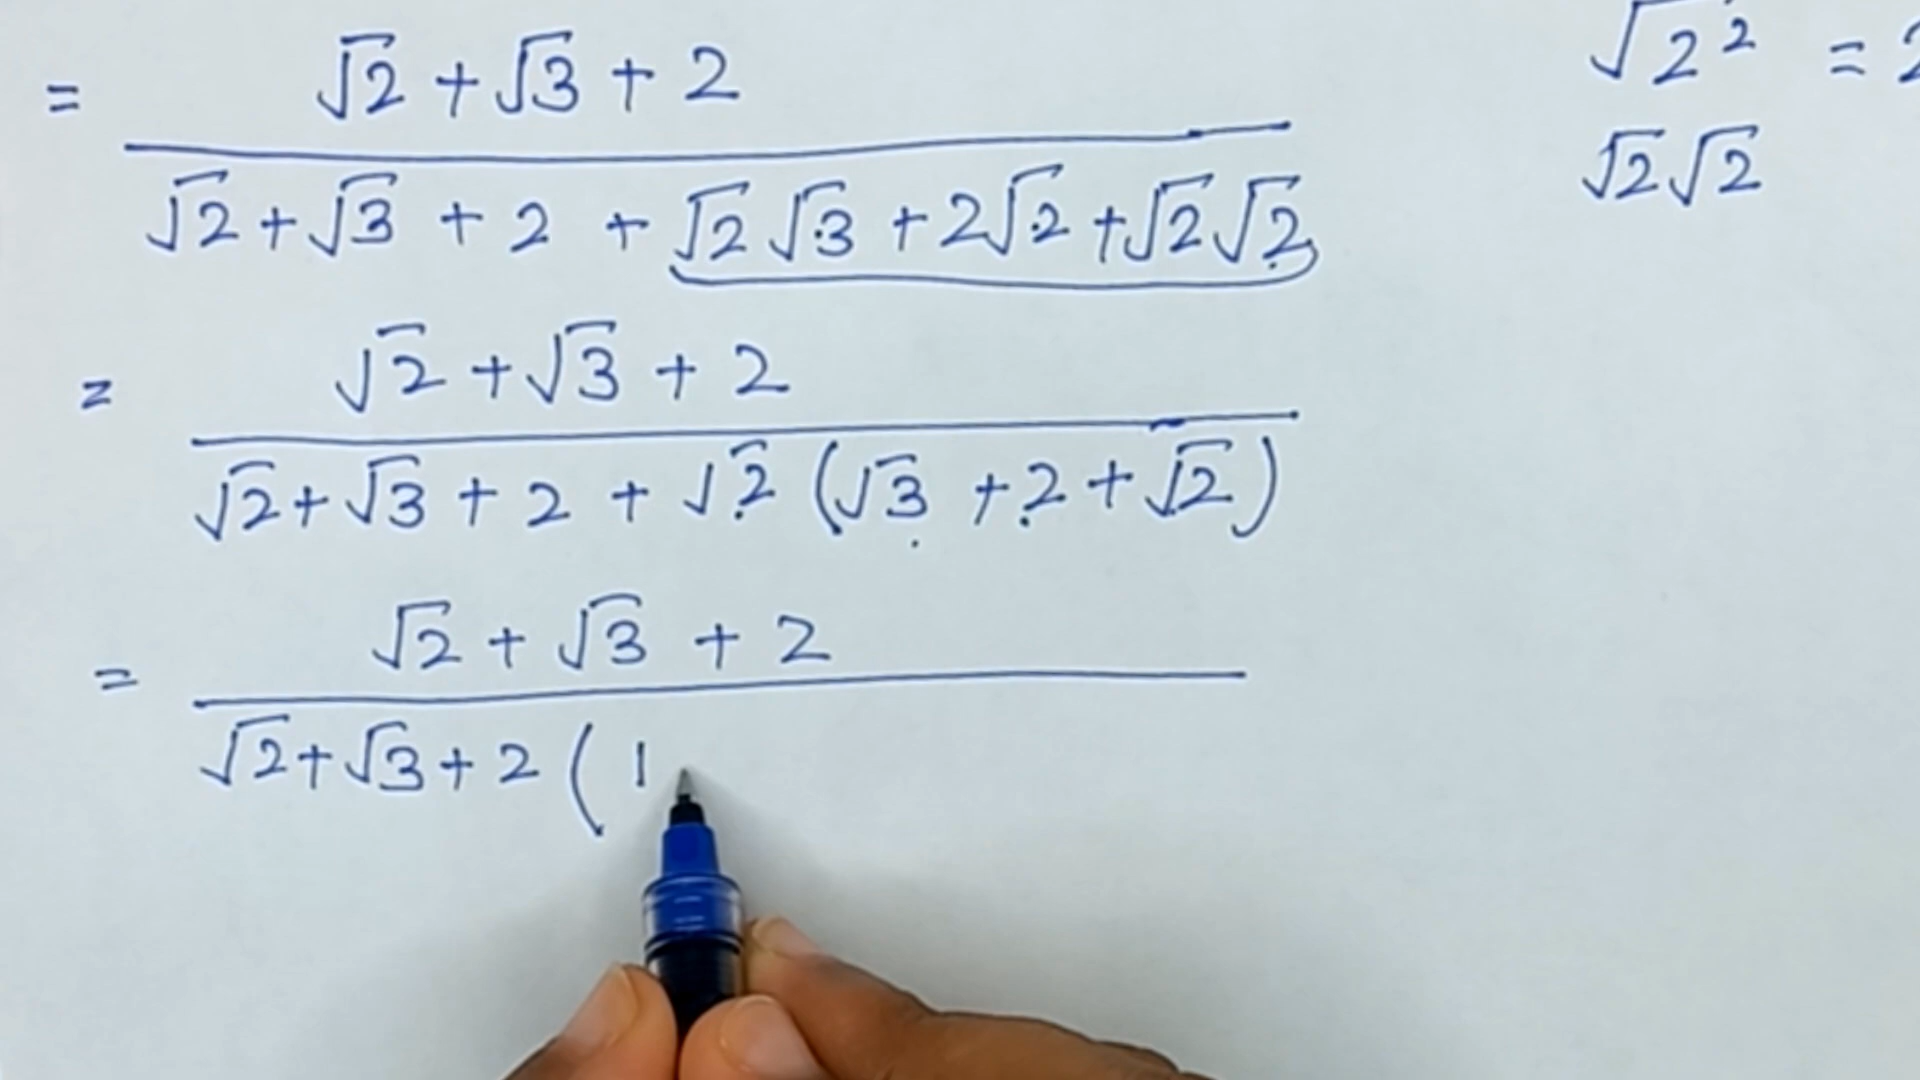 = √2 + √3 + 2
√2 + √3 + 2 + √2 √3 + 2√2 + √2 √2
√2² = 2
√2 √2
= √2 + √3 + 2
√2 + √3 + 2 + √2 (√3 + 2 + √2)
= √2 + √3 + 2
√2 + √3 + 2 ( 1